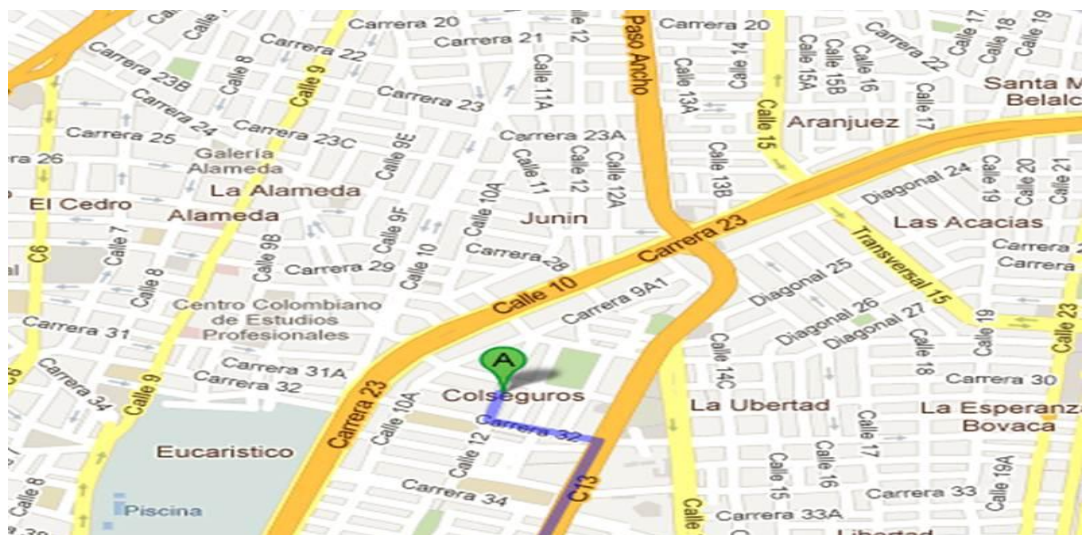 Carrera 20
Calle 12
Paso Ancho
Carrera 20
Calle 17
Calle 18
Calle 19
Carrera 22
Carrera 21
Calle 14
Calle 15A
Calle 15B
Calle 16
Carrera 22
Carrera 23B
Calle 8
Calle 9
Calle 11A
Calle 13A
Calle 17
Carrera 23
Calle 15
Aranjuez
Carrera 24
Carrera 25
Carrera 23C
Calle 9E
Carrera 23A
Galería
Alameda
La Alameda
Calle 11
Calle 12
Calle 12A
Calle 13B
Diagonal 24
Calle 19
Calle 20
Calle 21
El Cedro
Alameda
Calle 10A
Junin
Las Acacias
Calle 7
Calle 9F
Calle 9B
Calle 10
C6
Carrera 23
Transversal 15
Carrera 28
Carrera 29
Calle 8
Diagonal 25
Carrera
Calle 10
Carrera 9A1
Centro Colombiano
de Estudios
Profesionales
Diagonal 26
Diagonal 27
Carrera 31
Calle 19
Calle 23
Calle 18
Calle 14C
A
Carrera 31A
Carrera 32
Carrera 30
Carrera 34
Calle 9
Carrera 23
Calle 10A
Colseguros
La Ubertad
La Esperanza
Bovaca
Carrera 32
Calle 17
Eucaristico
Calle 12
Calle 15
Calle 16
Calle 19A
Calle 8
Carrera 34
C13
Carrera 33
Piscina
Calle
Carrera 33A